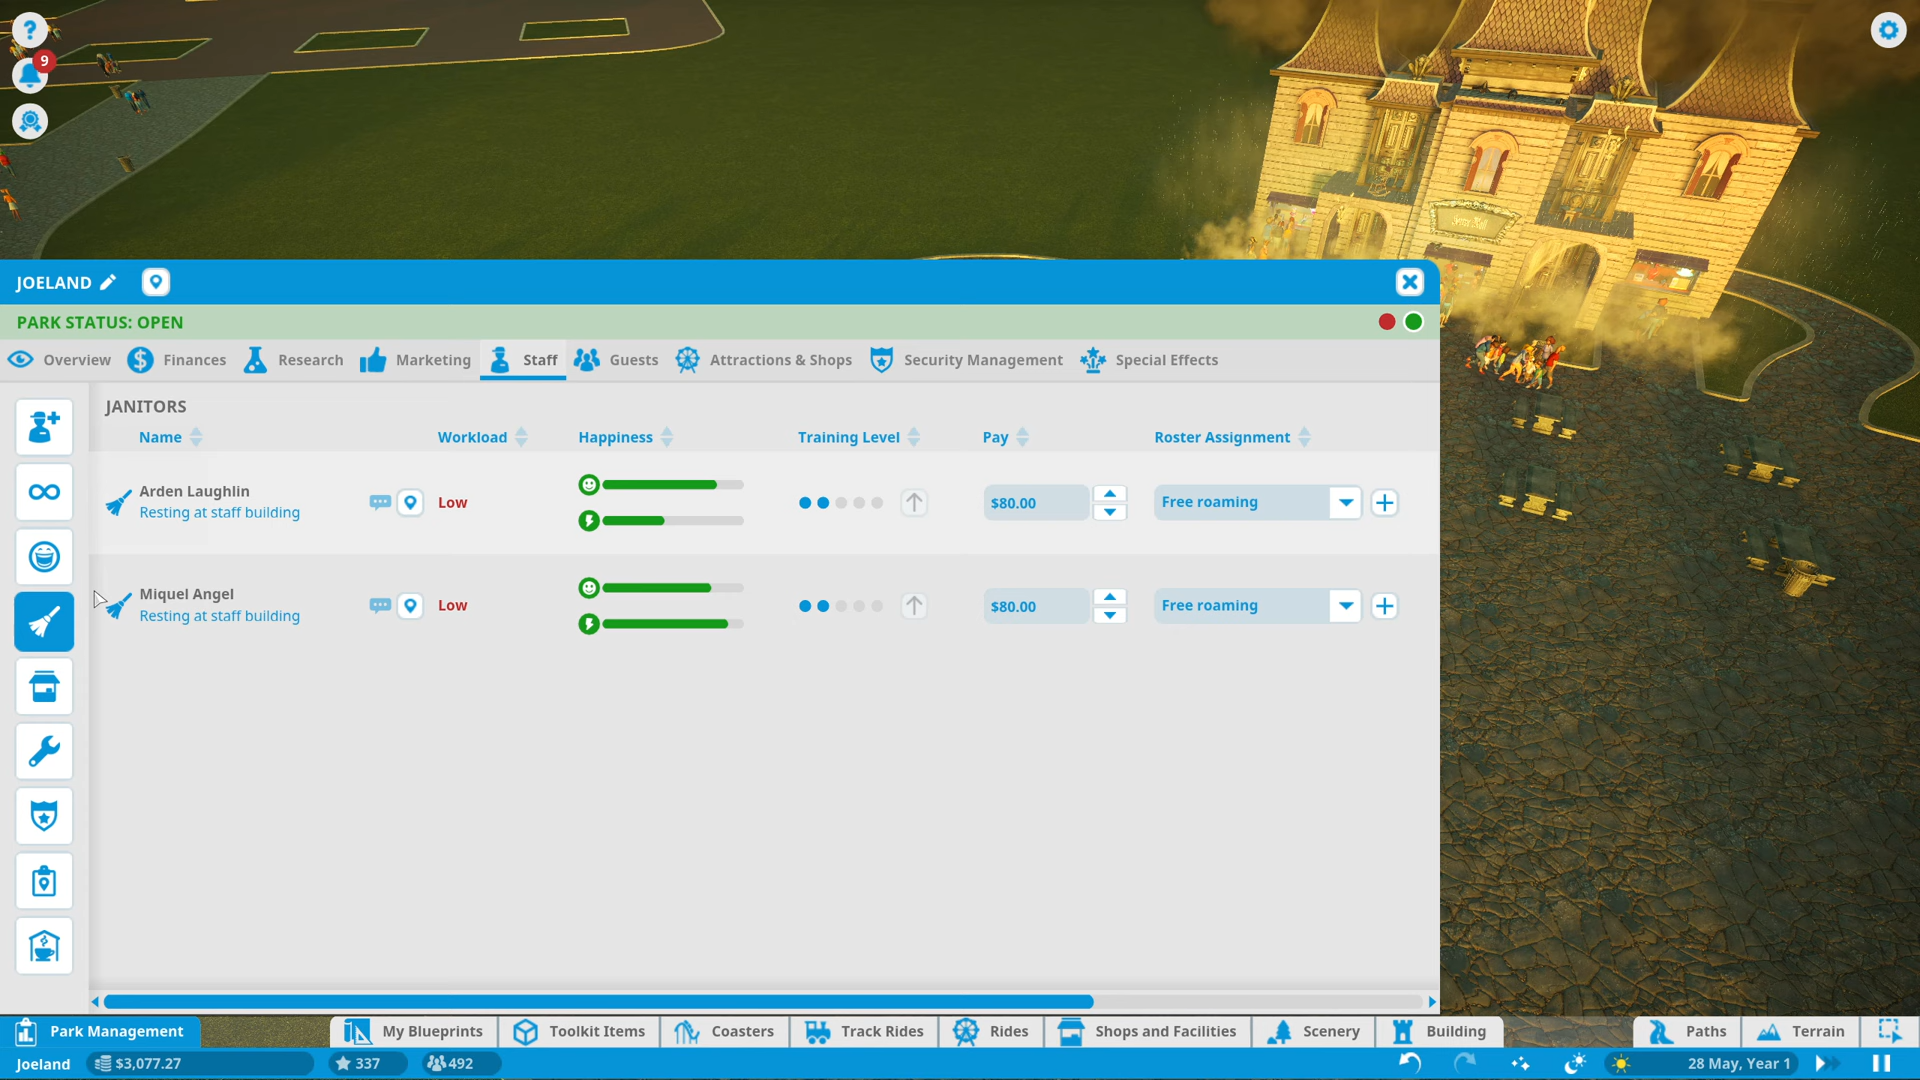 ?
9
JOELAND
PARK STATUS: OPEN
Overview
Finances
Research
Marketing
Staff
Guests
Attractions & Shops
Security Management
Special Effects
JANITORS
Name
Workload
Happiness
Training Level
Pay
Roster Assignment
Arden Laughlin
Resting at staff building
Low
$80.00
Free roaming
Miquel Angel
Resting at staff building
Low
$80.00
Free roaming
Park Management
My Blueprints
Toolkit Items
Coasters
Track Rides
Rides
Shops and Facilities
Scenery
Building
Paths
Terrain
Joeland
$3,077.27
337
492
28 May, Year 1